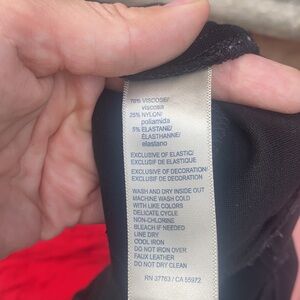 70% VISCOSE/
viscosa
25% NYLON/
poliamida
5% ELASTANE/
ÉLASTHANNE/
elastano
EXCLUSIVE OF ELASTIC/
EXCLUSIF DE ELASTIQUE
EXCLUSIVE OF DECORATION/
EXCLUSIF DE DECORATION
WASH AND DRY INSIDE OUT
MACHINE WASH COLD
WITH LIKE COLORS
DELICATE CYCLE
NON-CHLORINE
BLEACH IF NEEDED
LINE DRY
COOL IRON
DO NOT IRON OVER
FAUX LEATHER
DO NOT DRY CLEAN
RN 37763 / CA 55972